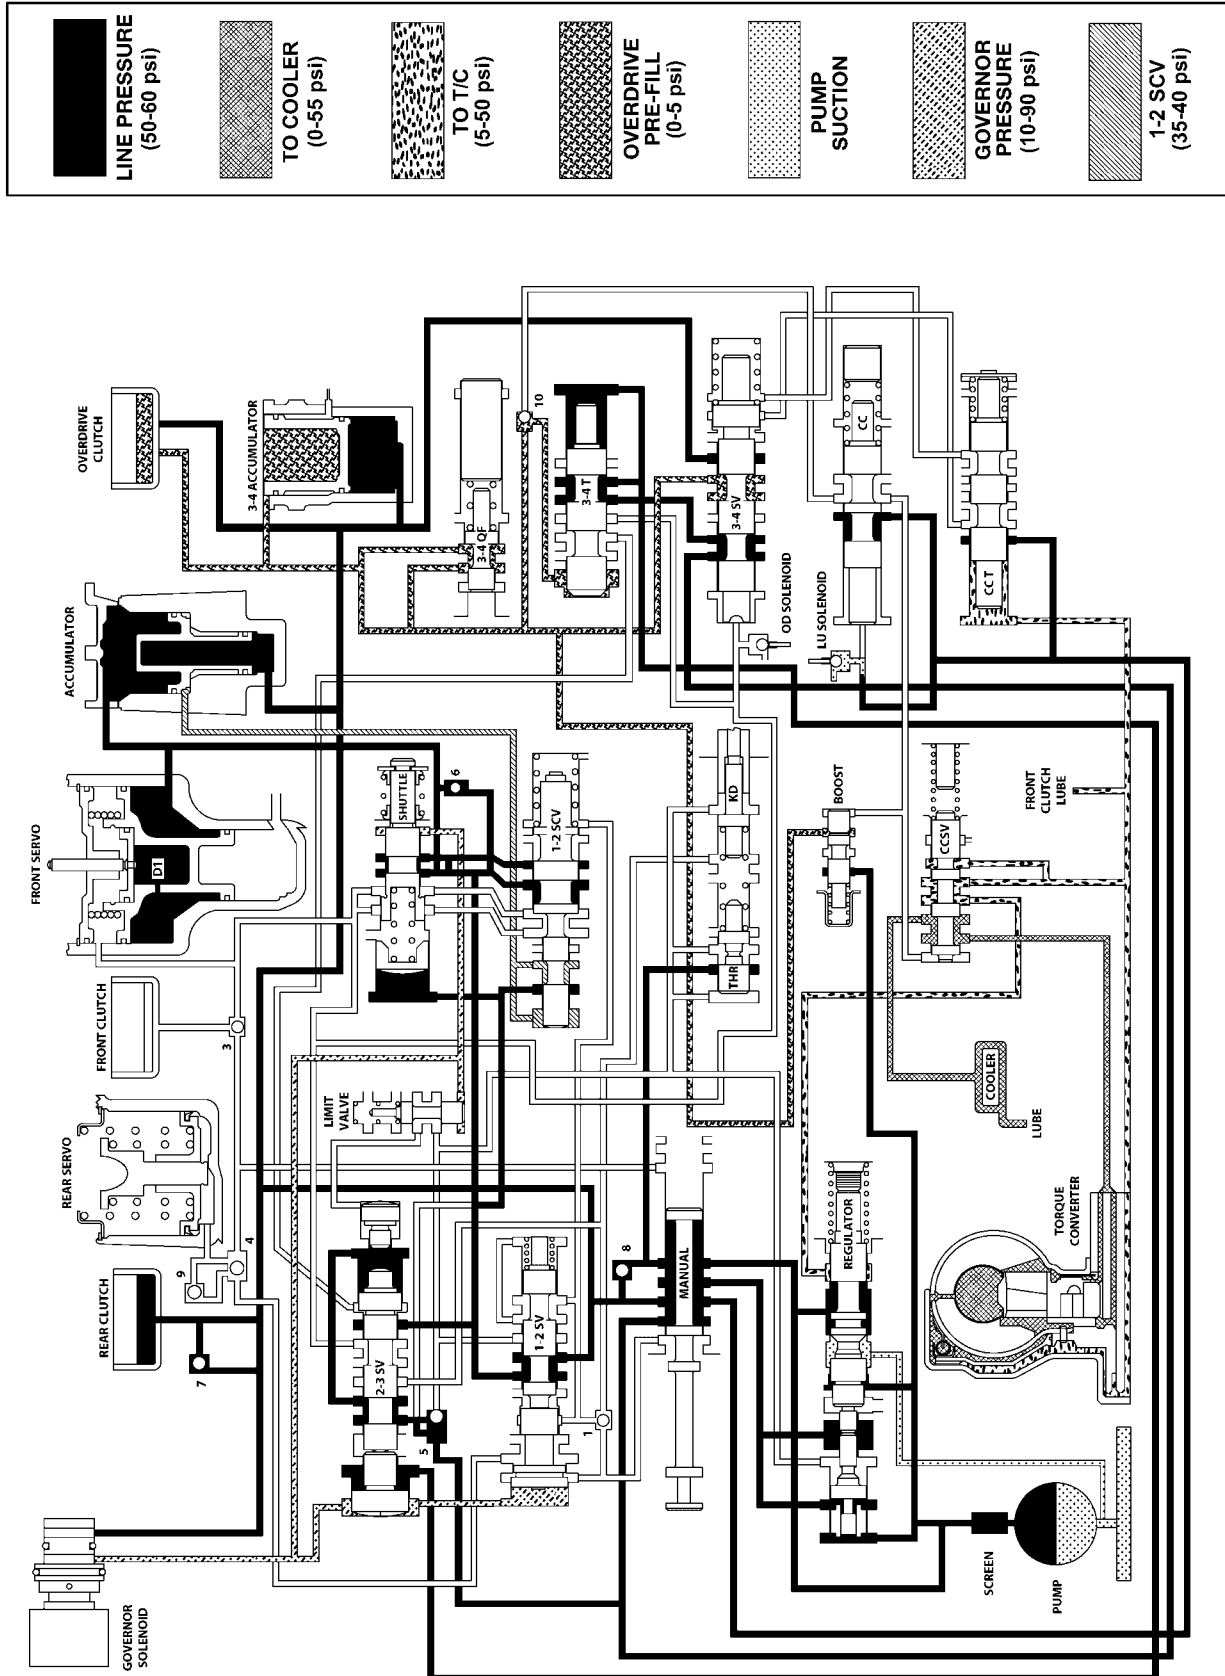 LINE PRESSURE
(50-60 psi)
TO COOLER
(0-55 psi)
TO T/C
(5-50 psi)
OVERDRIVE
PRE-FILL
(0-5 psi)
PUMP
SUCTION
GOVERNOR
PRESSURE
(10-90 psi)
1-2 SCV
(35-40 psi)
OVERDRIVE
CLUTCH
3-4 ACCUMULATOR
3-4 QF
10
3-4 T
3-4 SV
CC
CC T
OD SOLENOID
LU SOLENOID
ACCUMULATOR
FRONT SERVO
D1
SHUTTLE
6
1-2 SCV
KD
THR
BOOST
CCSV
FRONT
CLUTCH
LUBE
FRONT CLUTCH
3
LIMIT
VALVE
COOLER
LUBE
REAR SERVO
4
9
REAR CLUTCH
7
2-3 SV
5
1-2 SV
1
8
MANUAL
REGULATOR
TORQUE
CONVERTER
SCREEN
PUMP
GOVERNOR
SOLENOID